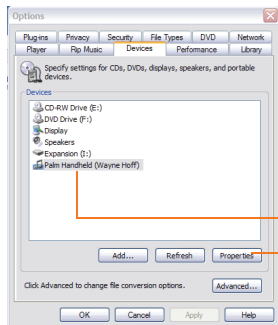 Options
Plug-ins Privacy Security File Types DVD Network
Player Rip Music Devices Performance Library
Specify settings for CDs, DVDs, displays, speakers, and portable
devices.
Devices
CD-RW Drive (E:)
DVD Drive (F:)
Display
Speakers
Expansion (I:)
Palm Handheld (Wayne Hoff)
Add... Refresh Properties
Click Advanced to change file conversion options. Advanced...
OK Cancel Apply Help